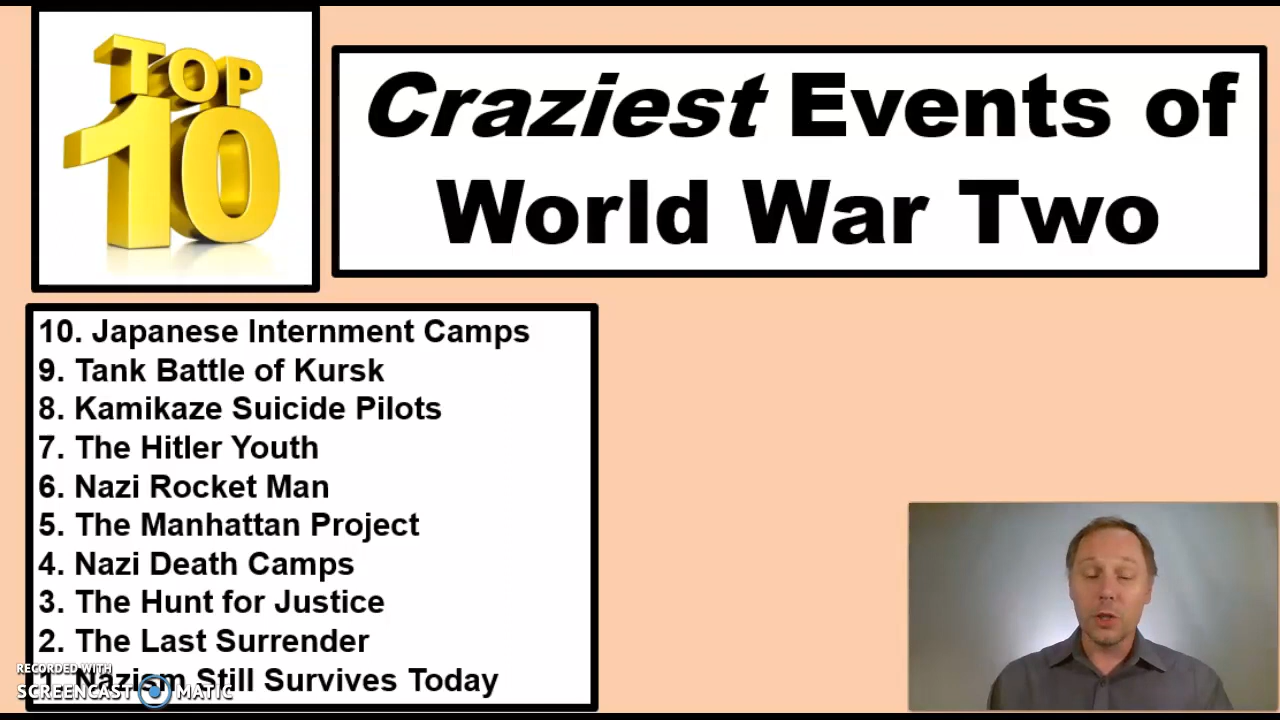 TOP
10
Craziest Events of
World War Two
10. Japanese Internment Camps
9. Tank Battle of Kursk
8. Kamikaze Suicide Pilots
7. The Hitler Youth
6. Nazi Rocket Man
5. The Manhattan Project
4. Nazi Death Camps
3. The Hunt for Justice
2. The Last Surrender
1. Nazism Still Survives Today
RECORDED WITH
SCREENCAST MATIC